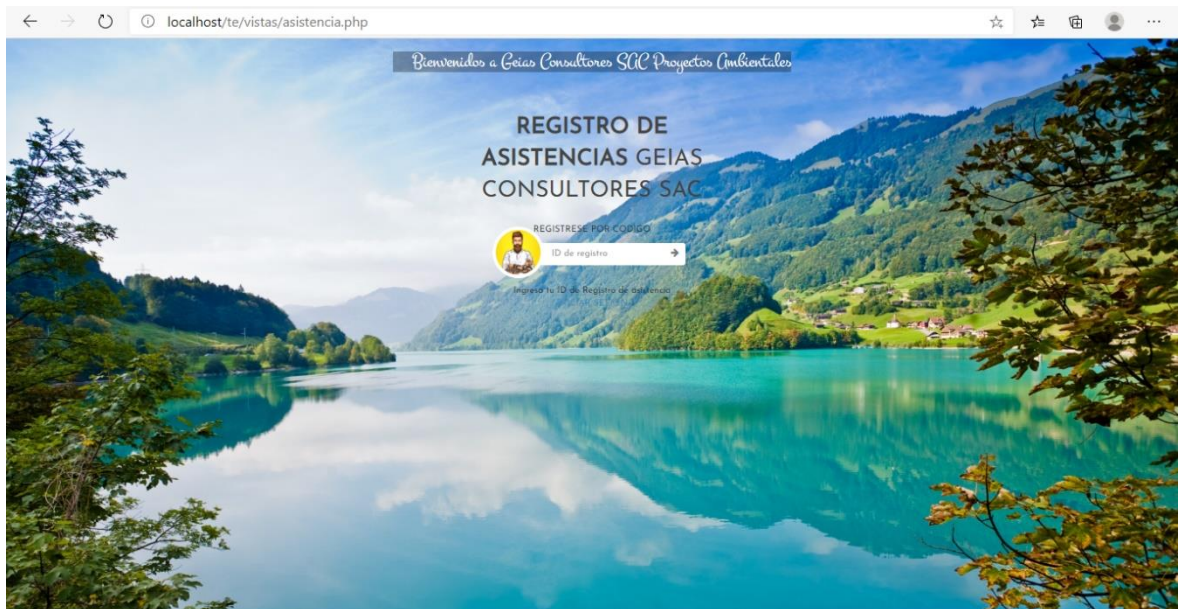 localhost/te/vistas/asistencia.php
Bienvenidos a Geias Consultores SAC Proyectos Ambientales
REGISTRO DE
ASISTENCIAS GEIAS
CONSULTORES SAC
REGISTRESE POR CODIGO
ID de registro
Ingresa tu ID de Registro de asistencia